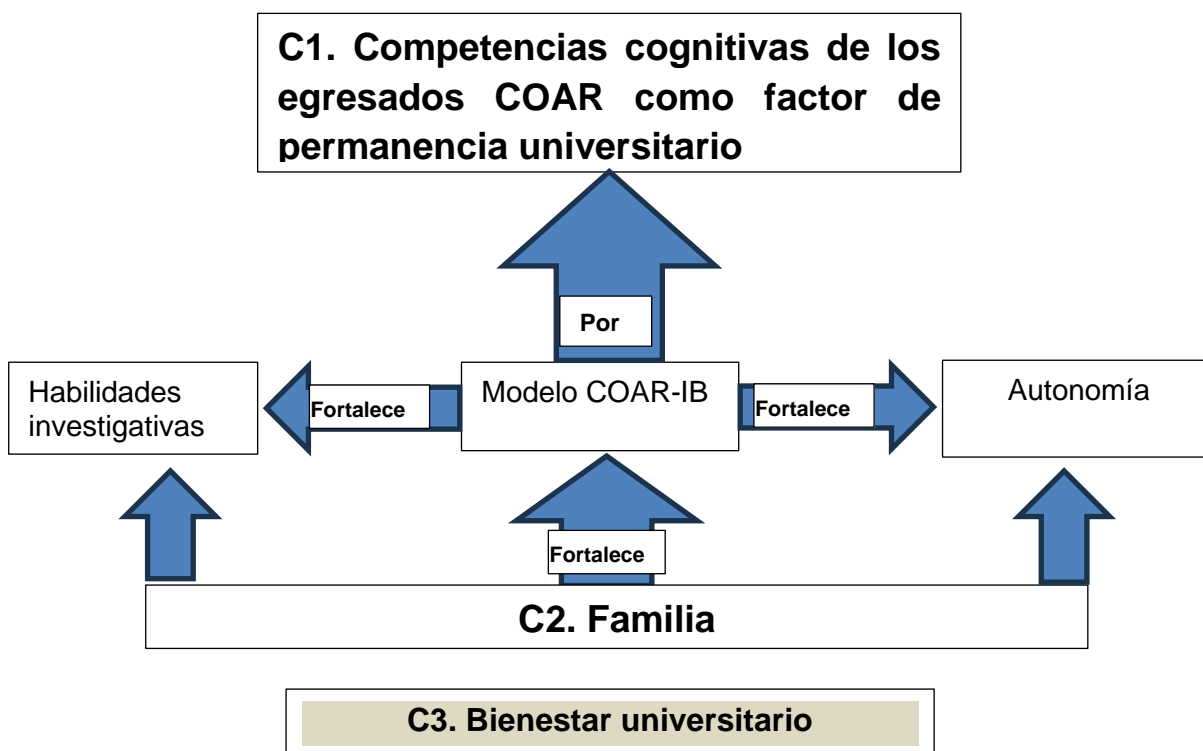 C1. Competencias cognitivas de los
egresados COAR como factor de
permanencia universitario
Por
Habilidades
investigativas
Fortalece
Modelo COAR-IB
Fortalece
Autonomía
Fortalece
C2. Familia
C3. Bienestar universitario